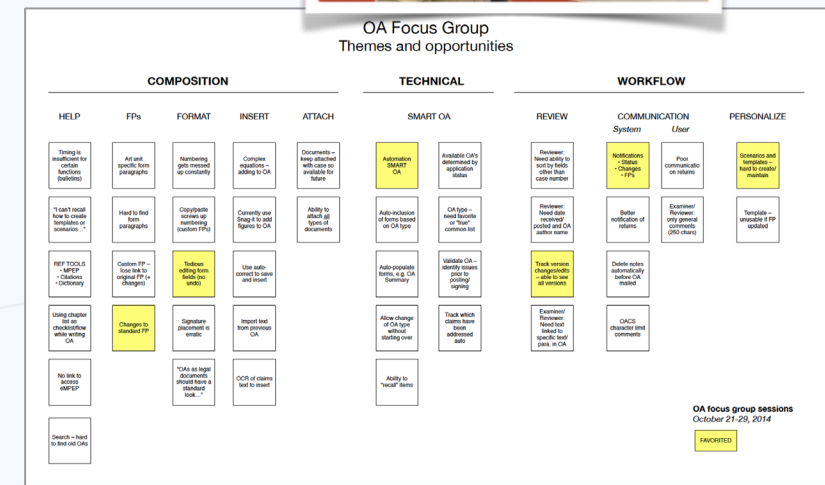 OA Focus Group
Themes and opportunities
COMPOSITION
TECHNICAL
WORKFLOW
HELP
FPs
FORMAT
INSERT
ATTACH
SMART OA
REVIEW
COMMUNICATION
System
User
PERSONALIZE
Timing is
insufficient for
certain
functions
(bulletins)
"I can't recall
how to create
templates or
scenarios..."
REF TOOLS
• MPEP
• Citations
• Dictionary
Using chapter
list as
checklist/flow
while writing
OA
No link to
access
eMPEP
Search – hard
to find old OAs
Art unit
specific form
paragraphs
Hard to find
form
paragraphs
Custom FP –
lose link to
original FP (+
changes)
Changes to
standard FP
Numbering
gets messed
up constantly
Copy/paste
screws up
numbering
(custom FPs)
Tedious
editing form
fields (no
undo)
Signature
placement is
erratic
"OAs as legal
documents
should have a
standard
look..."
Complex
equations –
adding to OA
Currently use
Snag-it to add
figures to OA
Use auto-
correct to save
and insert
Import text
from previous
OA
OCR of claims
text to insert
Documents –
keep attached
with case so
available for
future
Ability to
attach all
types of
documents
Automation
SMART
OA
Auto-inclusion
of forms based
on OA type
Auto-populate
forms, e.g. OA
Summary
Allow change
of OA type
without
starting over
Ability to
"recall" items
Available OA's
determined by
application
status
OA type –
need favorite
or "true"
common list
Validate OA –
identify issues
prior to
posting/
signing
Track which
claims have
been
addressed
auto
Reviewer:
Need ability to
sort by fields
other than
case number
Reviewer:
Need date
received/
posted and OA
author name
Track version
changes/edits
– able to see
all versions
Examiner/
Reviewer:
Need text
linked to
specific text/
para. in OA
Notifications
• Status
• Changes
• FPs
Better
notification of
returns
Delete notes
automatically
before OA
mailed
OACS
character limit
comments
Poor
communicatio
n on returns
Examiner/
Reviewer:
only general
comments
(250 chars)
Scenarios and
templates –
hard to create/
maintain
Template –
unusable if FP
updated
OA focus group sessions
October 21-29, 2014
FAVORITED